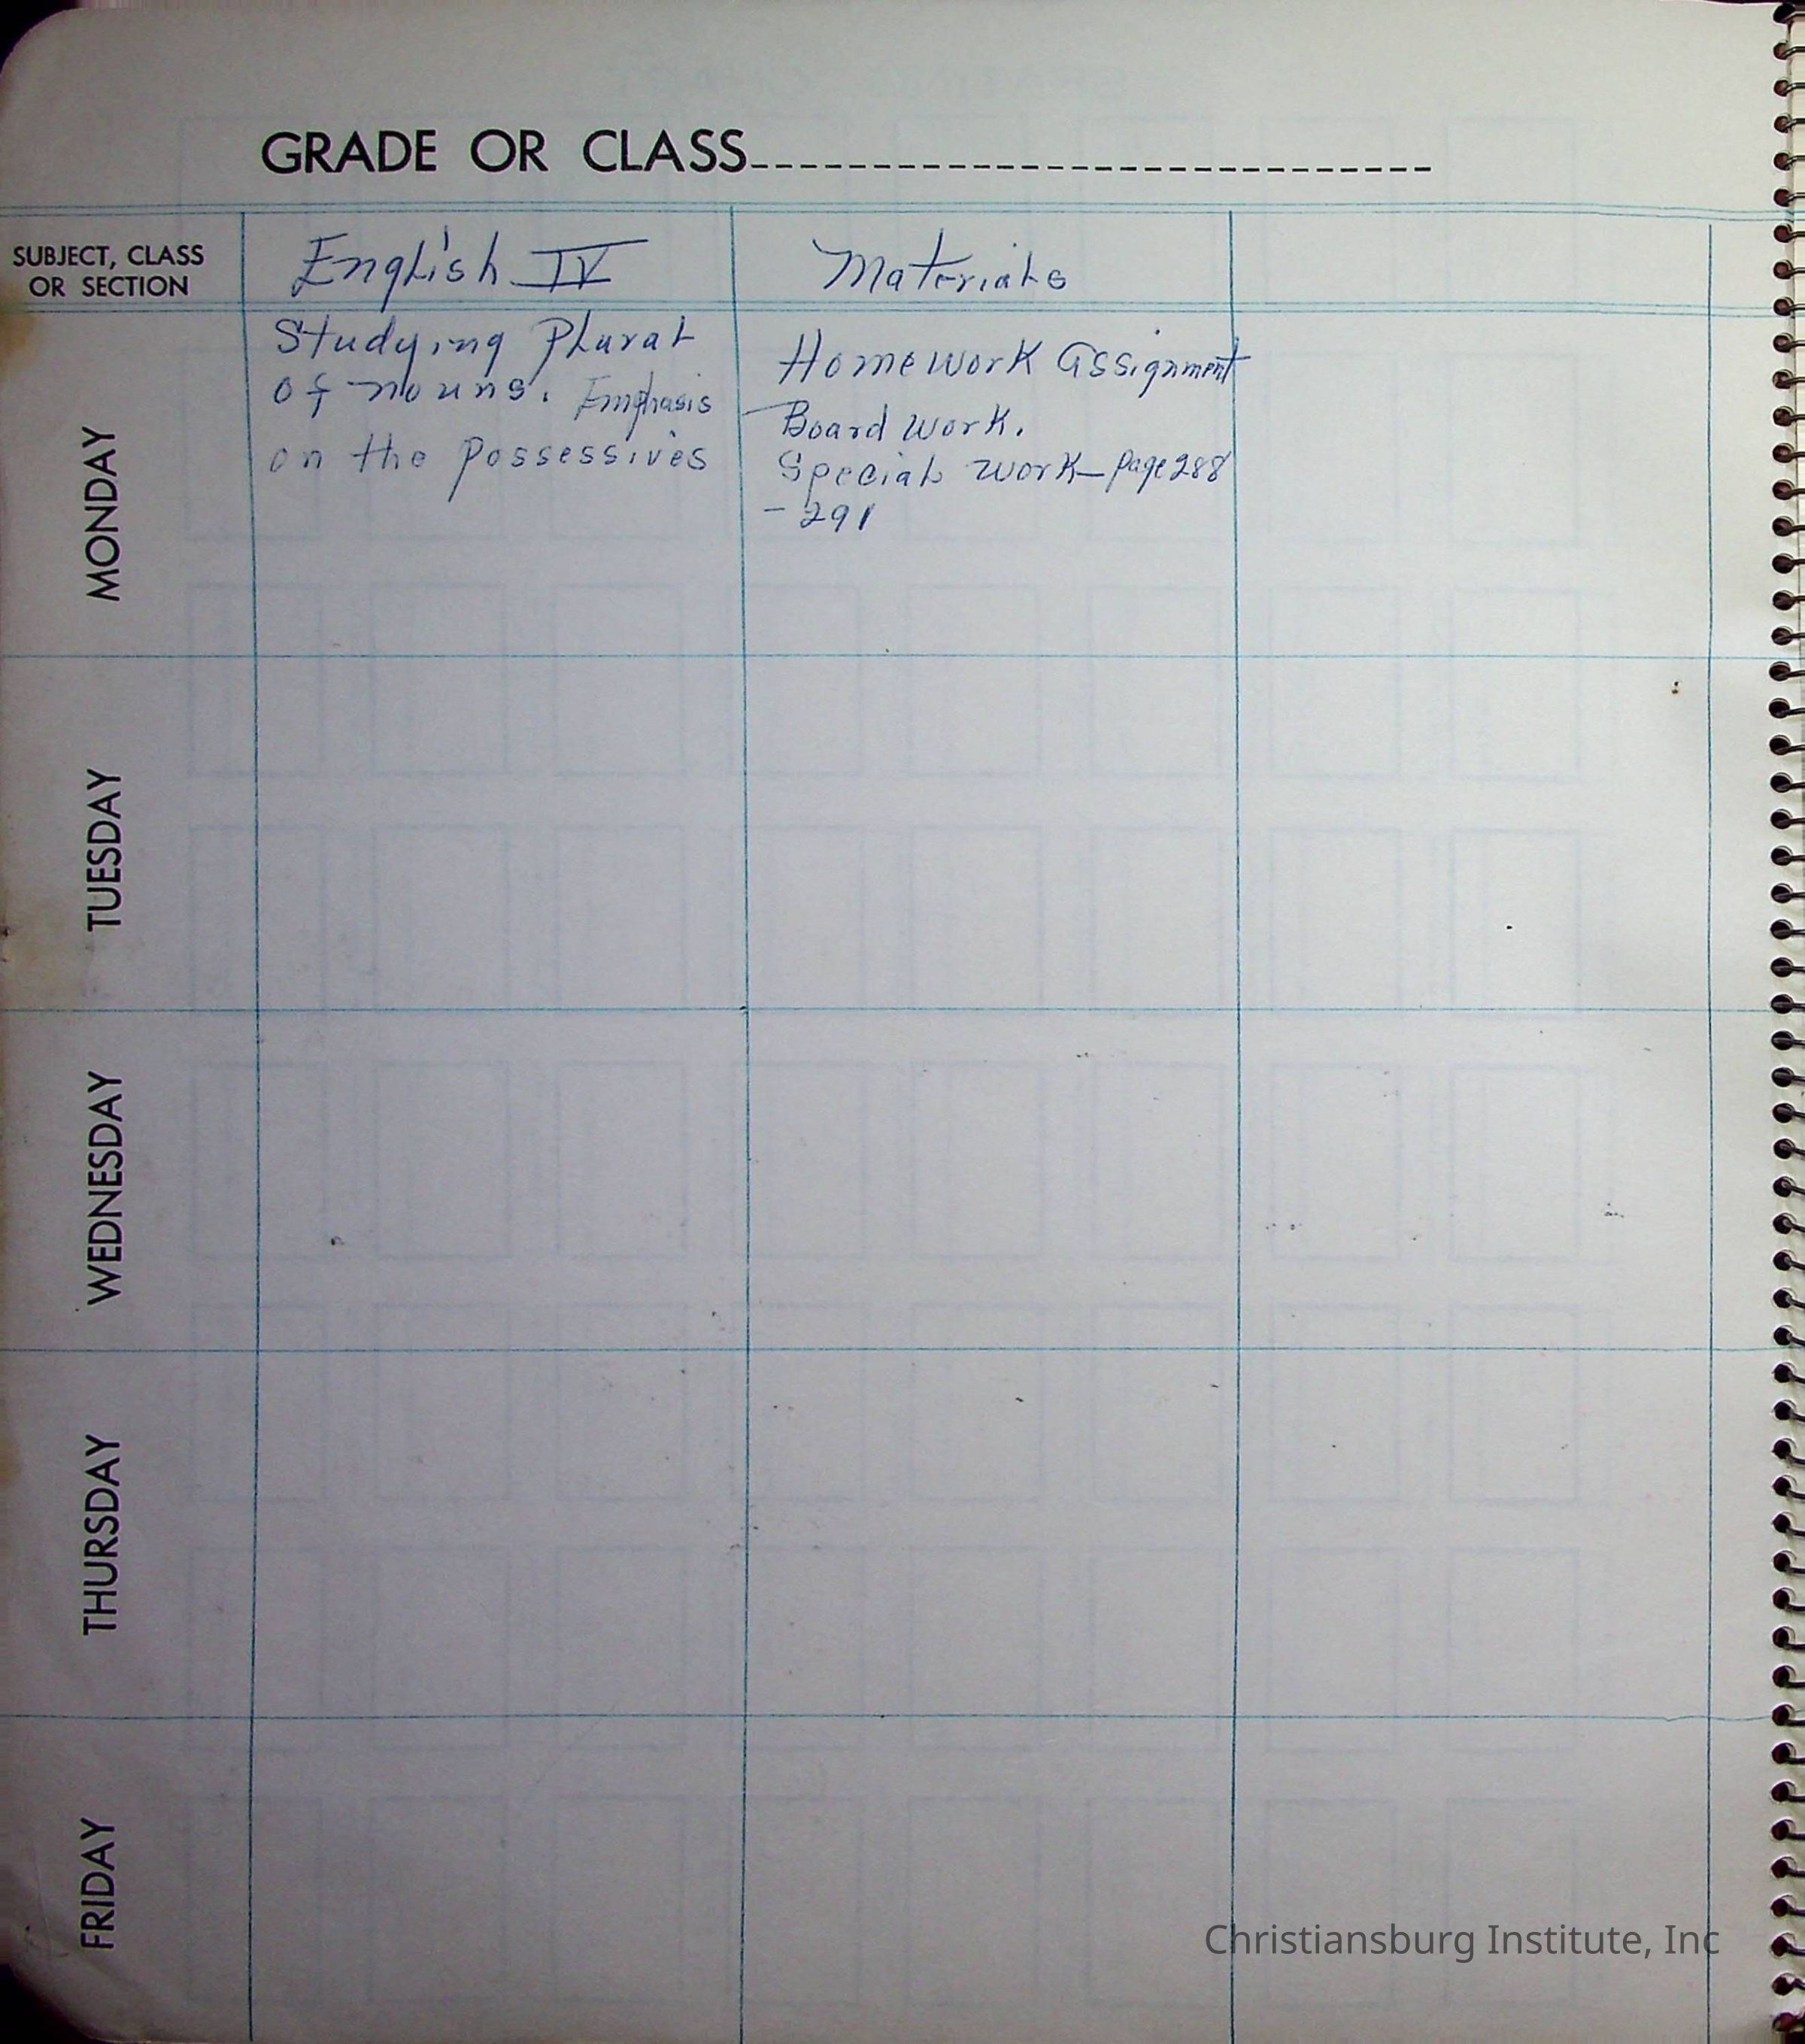 GRADE OR CLASS
SUBJECT, CLASS
OR SECTION
English IV
Materials
MONDAY
Studying Plural
of nouns. Emphasis
on the Possessives
Homework Assignment
Board Work.
Special Work—Page 288
– 291
TUESDAY
WEDNESDAY
THURSDAY
FRIDAY
Christiansburg Institute, Inc